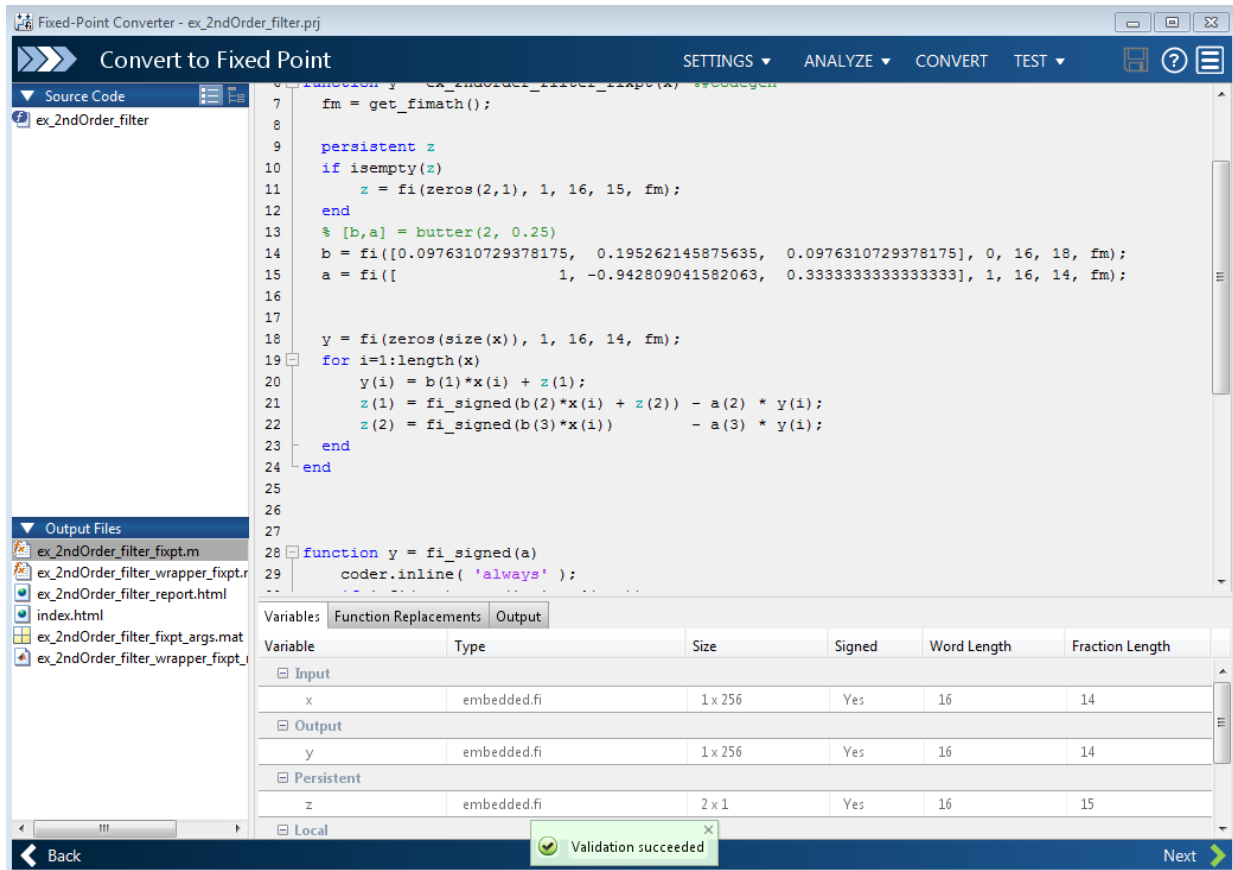 Fixed-Point Converter - ex_2ndOrder_filter.prj
Convert to Fixed Point
SETTINGS ANALYZE CONVERT TEST
Source Code
ex_2ndOrder_filter
6 function y = ex_2ndOrder_filter_fixpt(x) %#codegen
7 fm = get_fimath();
8
9 persistent z
10 if isempty(z)
11 z = fi(zeros(2,1), 1, 16, 15, fm);
12 end
13 % [b,a] = butter(2, 0.25)
14 b = fi([0.0976310729378175, 0.195262145875635, 0.0976310729378175], 0, 16, 18, fm);
15 a = fi([ 1, -0.942809041582063, 0.3333333333333333], 1, 16, 14, fm);
16
17
18 y = fi(zeros(size(x)), 1, 16, 14, fm);
19 for i=1:length(x)
20 y(i) = b(1)*x(i) + z(1);
21 z(1) = fi_signed(b(2)*x(i) + z(2)) - a(2) * y(i);
22 z(2) = fi_signed(b(3)*x(i)) - a(3) * y(i);
23 end
24 end
25
26
27
28 function y = fi_signed(a)
29 coder.inline( 'always' );
Output Files
ex_2ndOrder_filter_fixpt.m
ex_2ndOrder_filter_wrapper_fixpt.r
ex_2ndOrder_filter_report.html
index.html
ex_2ndOrder_filter_fixpt_args.mat
ex_2ndOrder_filter_wrapper_fixpt_
Variables Function Replacements Output
Variable Type Size Signed Word Length Fraction Length
Input
x embedded.fi 1 x 256 Yes 16 14
Output
y embedded.fi 1 x 256 Yes 16 14
Persistent
z embedded.fi 2 x 1 Yes 16 15
Local
Validation succeeded
Back
Next